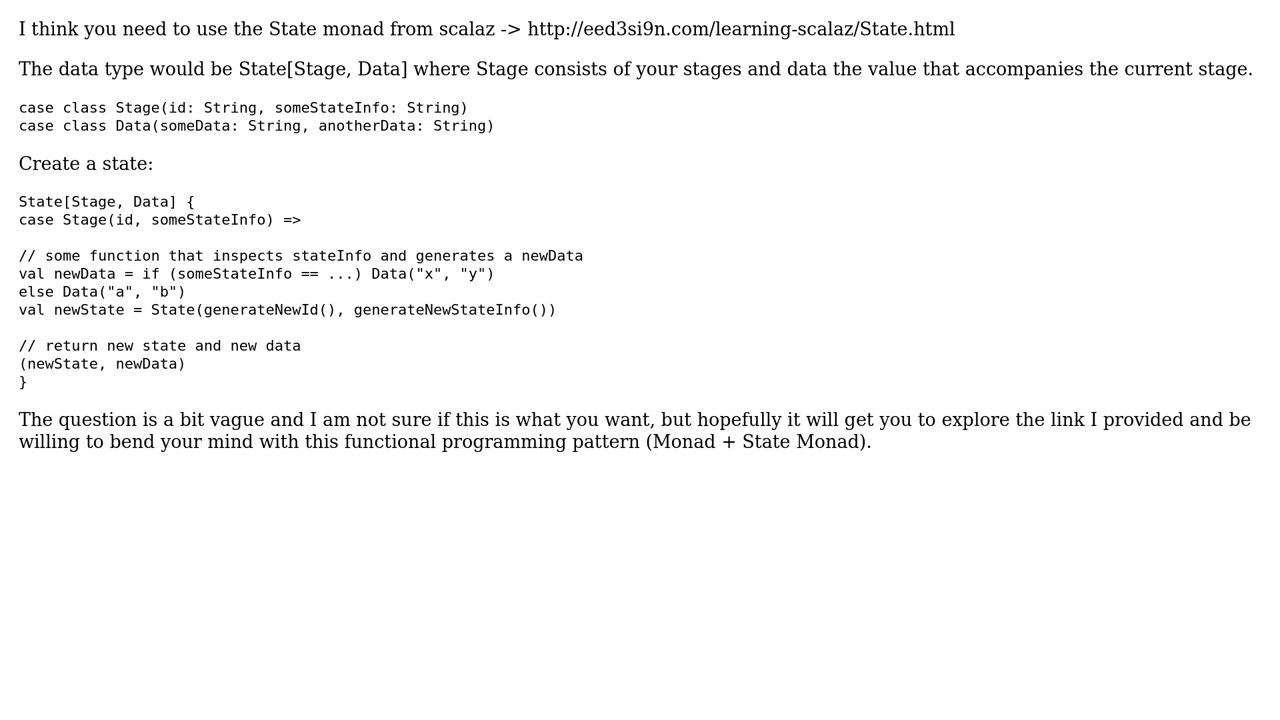 I think you need to use the State monad from scalaz -> http://eed3si9n.com/learning-scalaz/State.html
The data type would be State[Stage, Data] where Stage consists of your stages and data the value that accompanies the current stage.
case class Stage(id: String, someStateInfo: String)
case class Data(someData: String, anotherData: String)
Create a state:
State[Stage, Data] {
case Stage(id, someStateInfo) =>
// some function that inspects stateInfo and generates a newData
val newData = if (someStateInfo == ...) Data("x", "y")
else Data("a", "b")
val newState = State(generateNewId(), generateNewStateInfo())
// return new state and new data
(newState, newData)
}
The question is a bit vague and I am not sure if this is what you want, but hopefully it will get you to explore the link I provided and be
willing to bend your mind with this functional programming pattern (Monad + State Monad).